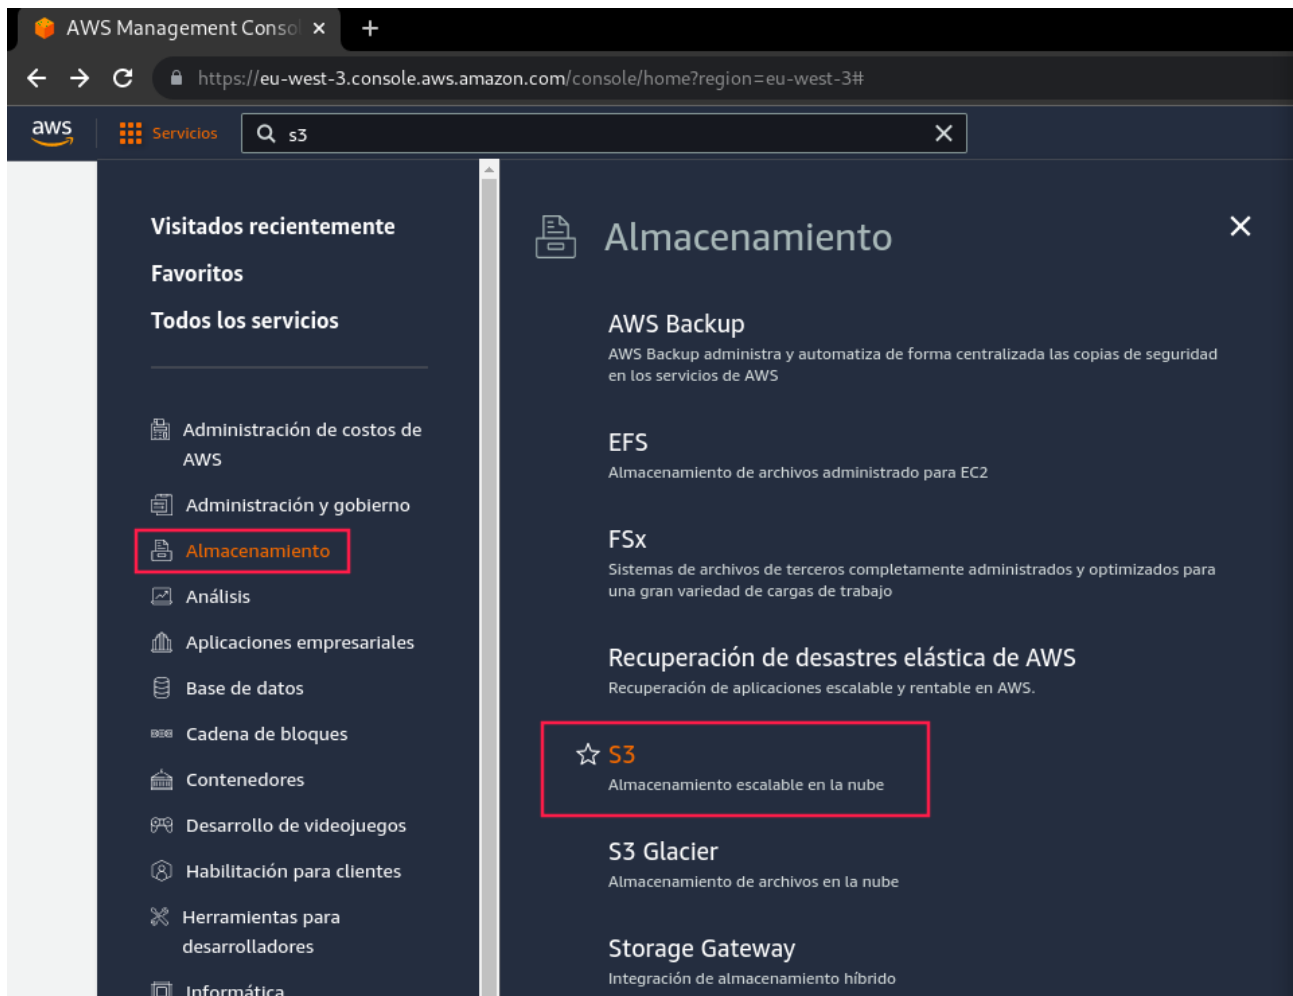 AWS Management Consol
https://eu-west-3.console.aws.amazon.com/console/home?region=eu-west-3#
aws
Servicios
s3
Visitados recientemente
Favoritos
Todos los servicios
Administración de costos de
AWS
Administración y gobierno
Almacenamiento
Análisis
Aplicaciones empresariales
Base de datos
Cadena de bloques
Contenedores
Desarrollo de videojuegos
Habilitación para clientes
Herramientas para
desarrolladores
Informática
Almacenamiento
AWS Backup
AWS Backup administra y automatiza de forma centralizada las copias de seguridad
en los servicios de AWS
EFS
Almacenamiento de archivos administrado para EC2
FSx
Sistemas de archivos de terceros completamente administrados y optimizados para
una gran variedad de cargas de trabajo
Recuperación de desastres elástica de AWS
Recuperación de aplicaciones escalable y rentable en AWS.
S3
Almacenamiento escalable en la nube
S3 Glacier
Almacenamiento de archivos en la nube
Storage Gateway
Integración de almacenamiento híbrido